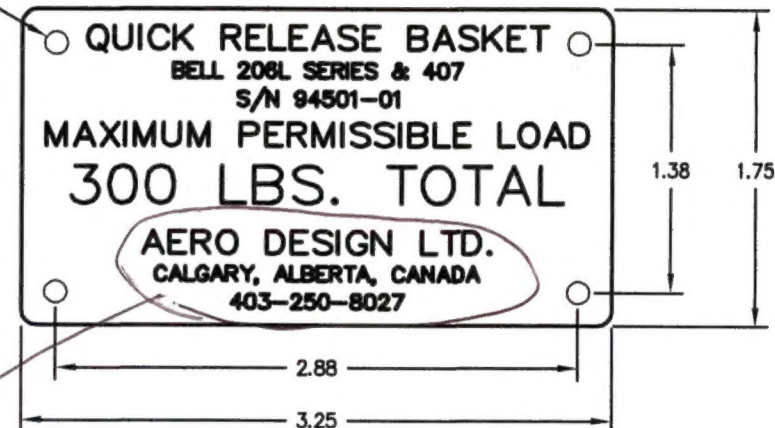 QUICK RELEASE BASKET
BELL 206L SERIES & 407
S/N 94501-01
MAXIMUM PERMISSIBLE LOAD
300 LBS. TOTAL
AERO DESIGN LTD.
CALGARY, ALBERTA, CANADA
403-250-8027
1.38
1.75
2.88
3.25